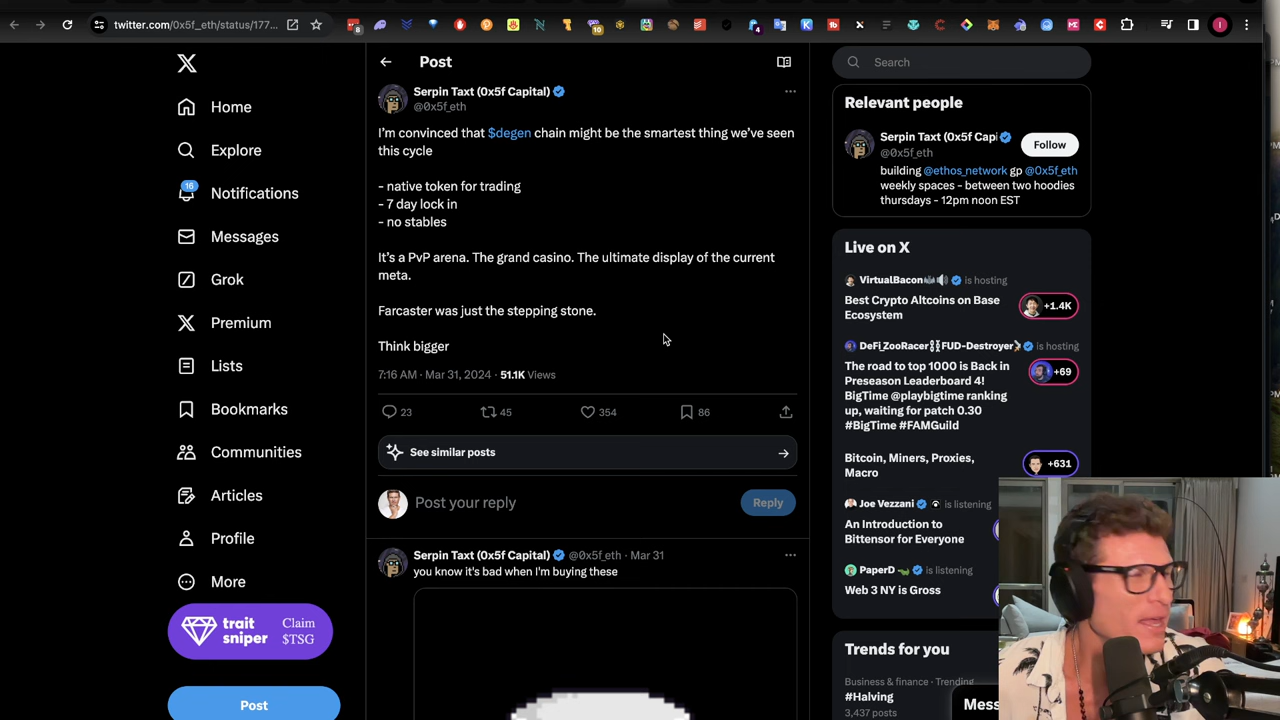 twitter.com/0x5f_eth/status/177...
8
10
4
I
Home
Explore
16
Notifications
Messages
Grok
Premium
Lists
Bookmarks
Communities
Articles
Profile
More
trait sniper
Claim $TSG
Post
Post
Serpin Taxt (0x5f Capital)
@0x5f_eth
I'm convinced that $degen chain might be the smartest thing we've seen
this cycle
- native token for trading
- 7 day lock in
- no stables
It's a PvP arena. The grand casino. The ultimate display of the current
meta.
Farcaster was just the stepping stone.
Think bigger
7:16 AM · Mar 31, 2024 · 51.1K Views
23 45 354 86
See similar posts
Post your reply
Reply
Serpin Taxt (0x5f Capital) @0x5f_eth · Mar 31
you know it's bad when I'm buying these
Search
Relevant people
Serpin Taxt (0x5f Capi
@0x5f_eth
Follow
building @ethos_network gp @0x5f_eth
weekly spaces - between two hoodies
thursdays - 12pm noon EST
Live on X
VirtualBacon is hosting
Best Crypto Altcoins on Base
Ecosystem
+1.4K
DeFi_ZooRacer FUD-Destroyer is hosting
The road to top 1000 is Back in
Preseason Leaderboard 4!
BigTime @playbigtime ranking
up, waiting for patch 0.30
#BigTime #FAMGuild
+69
Bitcoin, Miners, Proxies,
Macro
+631
Joe Vezzani is listening
An Introduction to
Bittensor for Everyone
PaperD is listening
Web 3 NY is Gross
Trends for you
Business & finance · Trending
#Halving
3,437 posts
Mess